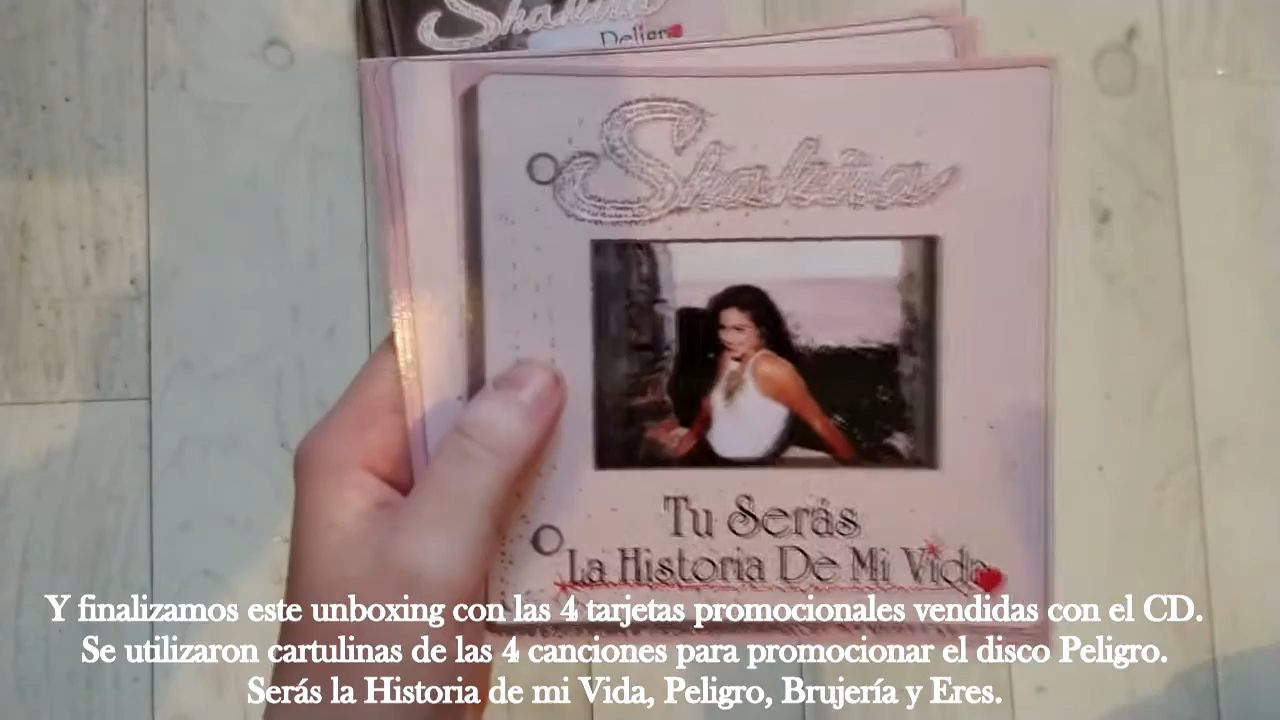 Shakira
Peligro
Shakira
Tu Serás
La Historia De Mi Vida
Y finalizamos este unboxing con las 4 tarjetas promocionales vendidas con el CD.
Se utilizaron cartulinas de las 4 canciones para promocionar el disco Peligro.
Serás la Historia de mi Vida, Peligro, Brujería y Eres.